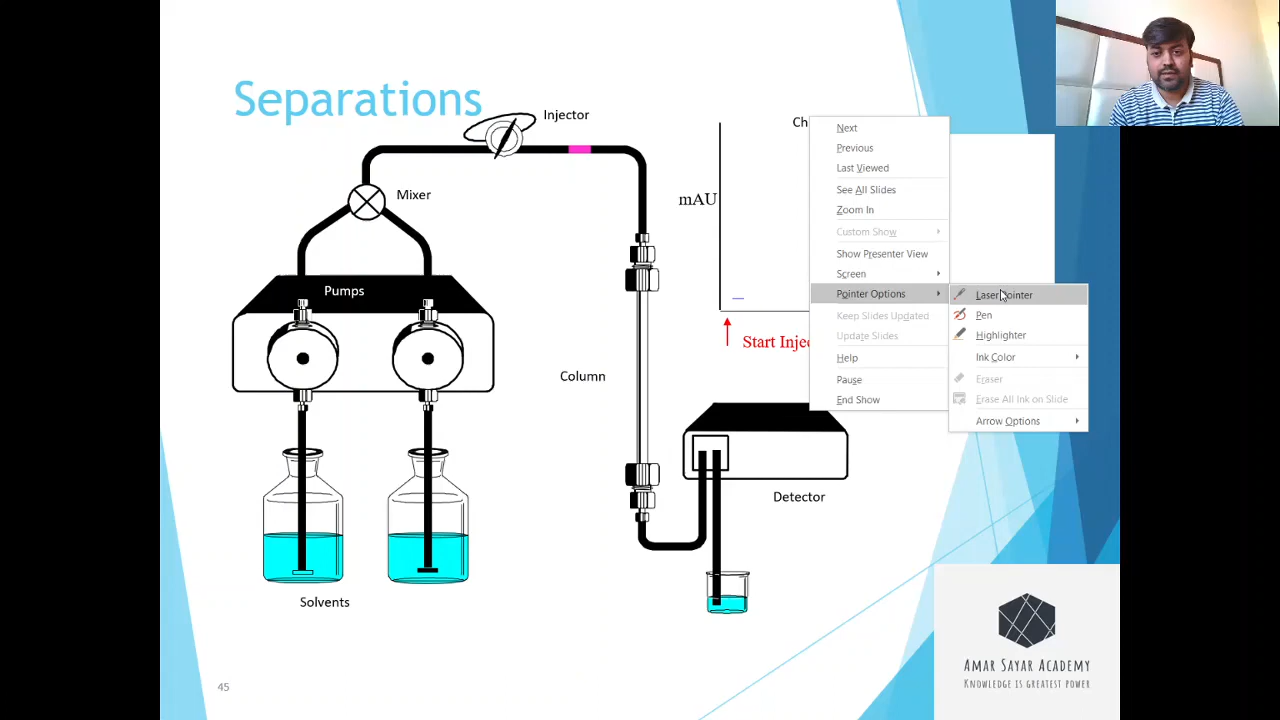 Separations
Injector
Mixer
Pumps
Column
Solvents
Ch
mAU
Start Injec
Detector
Next
Previous
Last Viewed
See All Slides
Zoom In
Custom Show
Show Presenter View
Screen
Pointer Options
Keep Slides Updated
Update Slides
Help
Pause
End Show
Laser Pointer
Pen
Highlighter
Ink Color
Eraser
Erase All Ink on Slide
Arrow Options
AMAR SAYAR ACADEMY
KNOWLEDGE IS GREATEST POWER
45